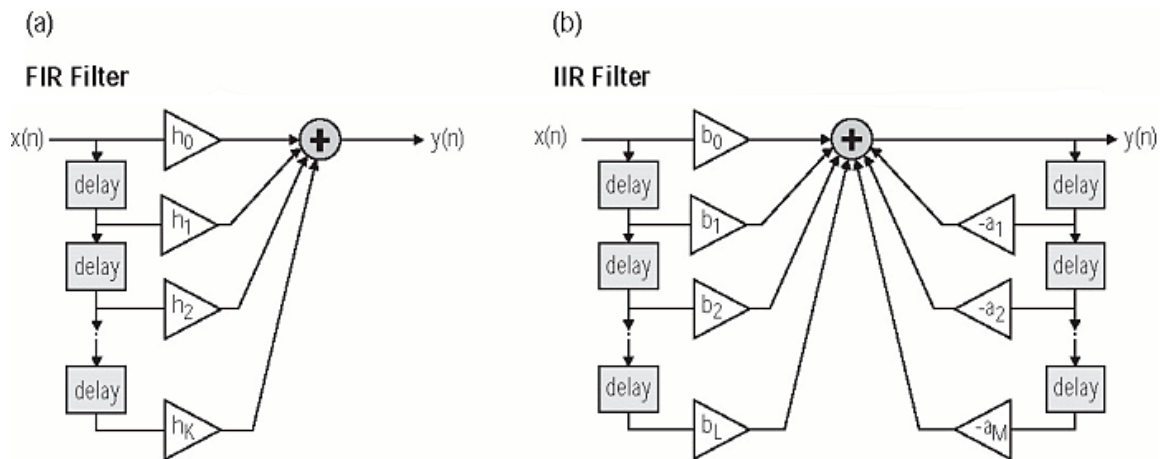 (a)
FIR Filter
x(n)
h0
+
y(n)
delay
h1
delay
h2
delay
hK
(b)
IIR Filter
x(n)
b0
+
y(n)
delay
delay
b1
-a1
delay
delay
b2
-a2
delay
delay
bL
-aM